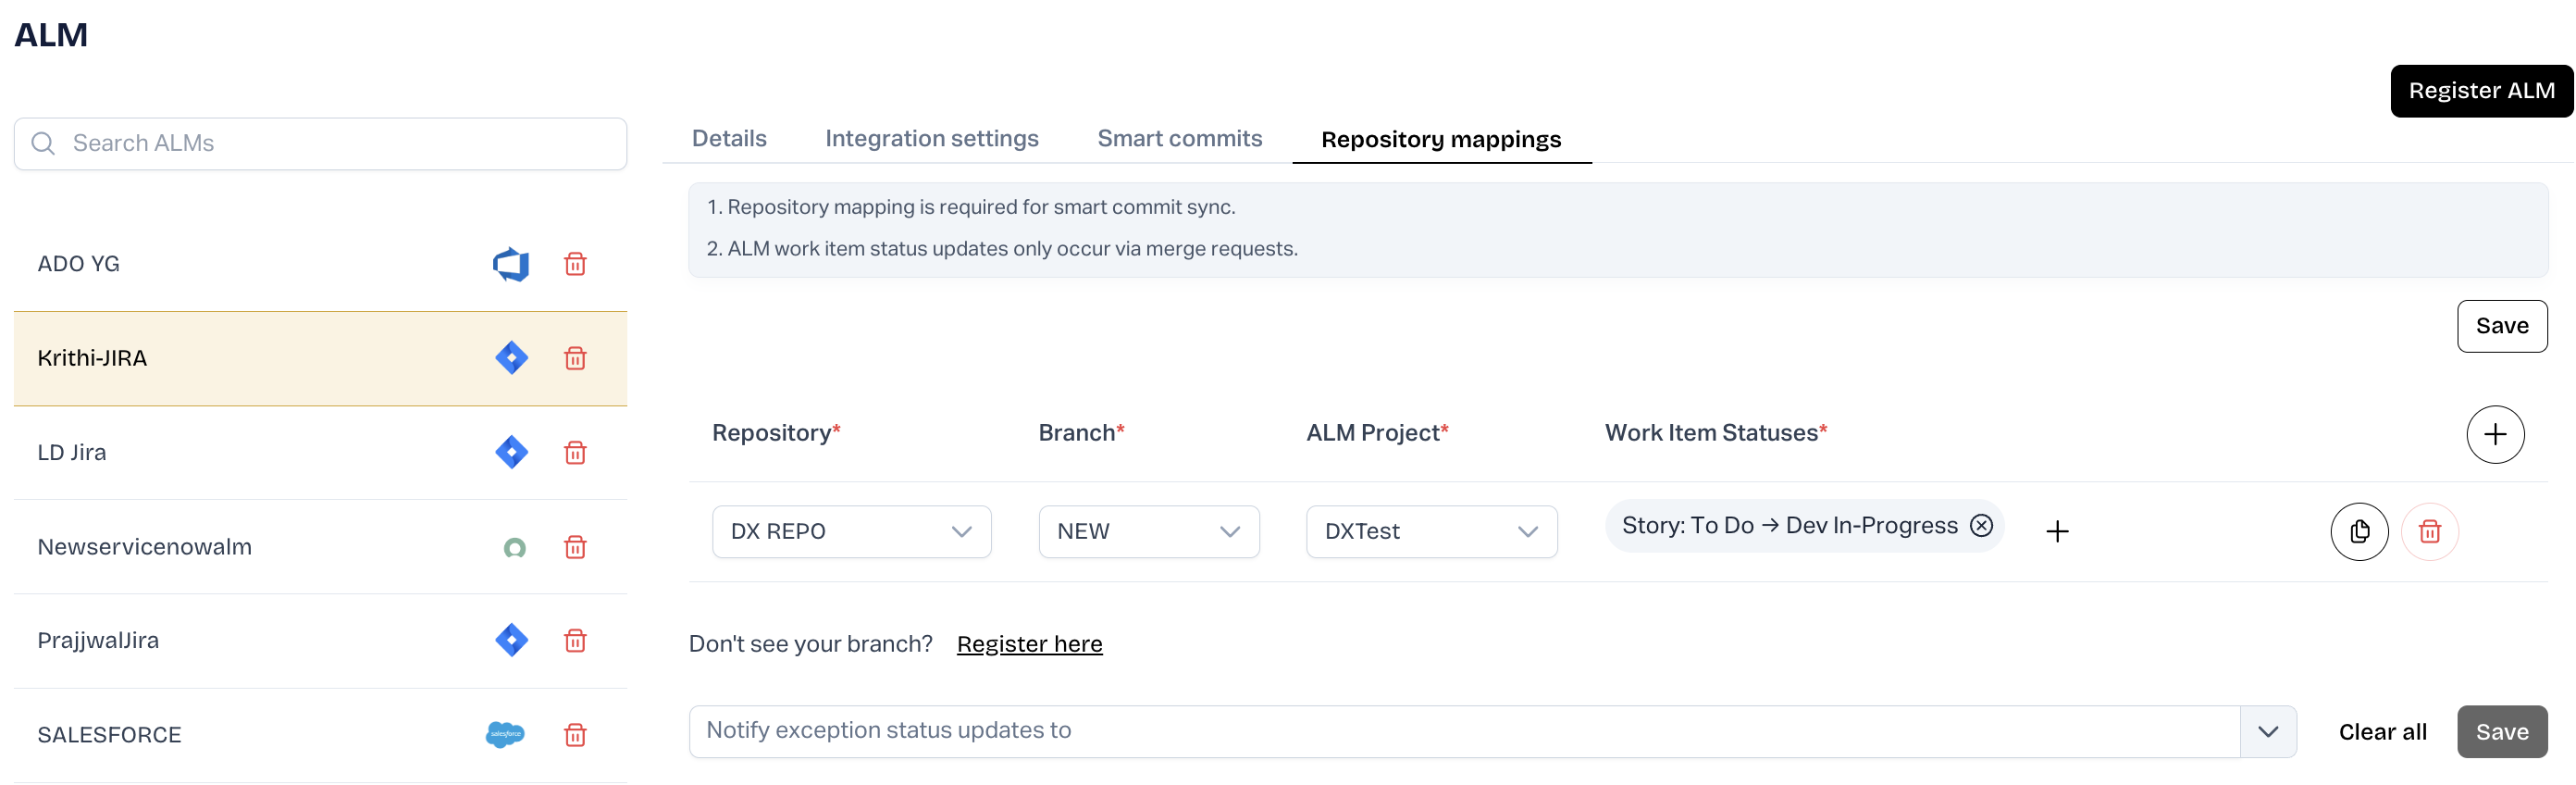 ALM
Register ALM
Search ALMs
ADO YG
Krithi-JIRA
LD Jira
Newservicenowalm
PrajjwalJira
SALESFORCE
salesforce
Details Integration settings Smart commits Repository mappings
1. Repository mapping is required for smart commit sync.
2. ALM work item status updates only occur via merge requests.
Save
Repository* Branch* ALM Project* Work Item Statuses*
DX REPO NEW DXTest Story: To Do → Dev In-Progress
Don't see your branch? Register here
Notify exception status updates to Clear all Save